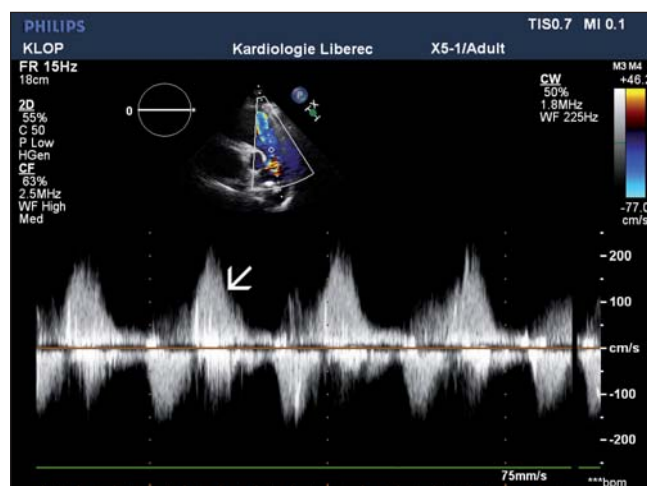 PHILIPS
TIS0.7 MI 0.1
KLOP
Kardiologie Liberec
X5-1/Adult
FR 15Hz
18cm
2D
55%
C 50
P Low
HGen
CF
63%
2.5MHz
WF High
Med
0
P
CW
50%
1.8MHz
WF 225Hz
M3 M4
+46.2
-77.0
cm/s
200
100
cm/s
-100
-200
75mm/s
***bpm